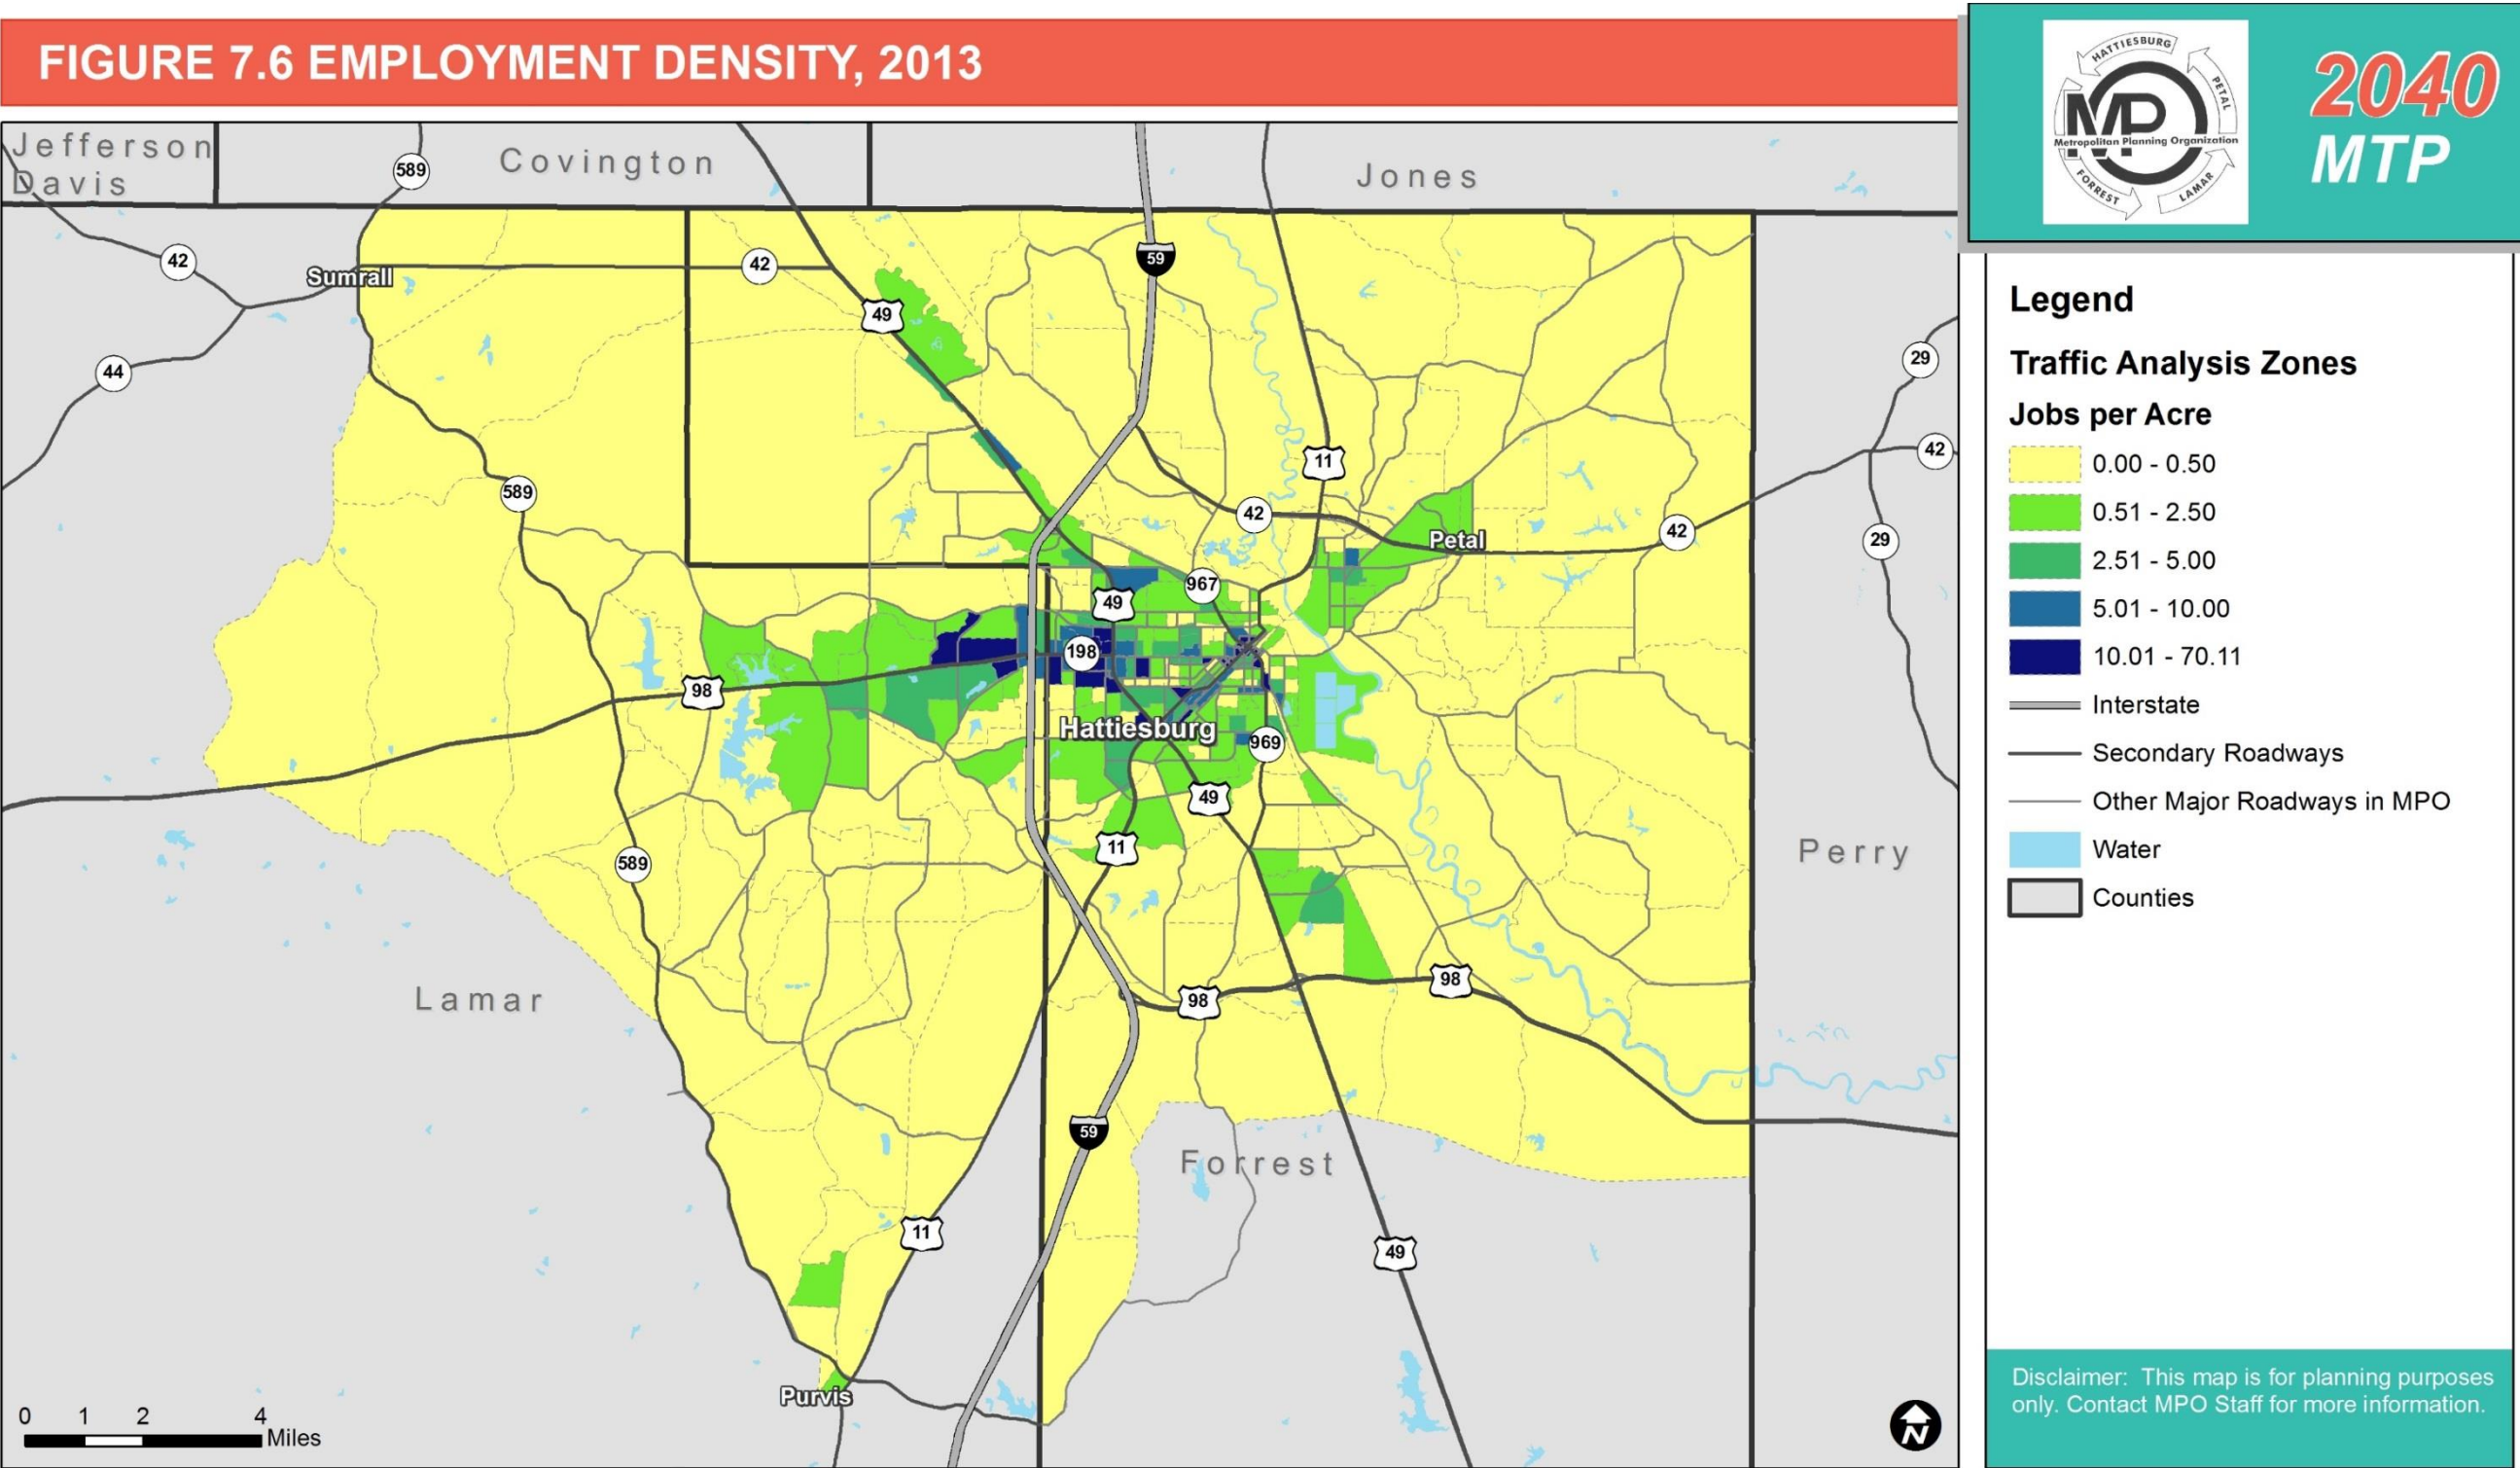 FIGURE 7.6 EMPLOYMENT DENSITY, 2013
HATTIESBURG
PETAL
LAMAR
FORREST
MP
Metropolitan Planning Organization
2040
MTP
Jefferson
Davis
Covington
Jones
589
42
Sumrall
42
59
49
44
29
42
589
11
42
Petal
42
29
967
49
198
98
Hattiesburg
969
49
11
589
Perry
Lamar
98
98
59
Forrest
11
49
Purvis
0 1 2 4
Miles
N
Legend
Traffic Analysis Zones
Jobs per Acre
0.00 - 0.50
0.51 - 2.50
2.51 - 5.00
5.01 - 10.00
10.01 - 70.11
Interstate
Secondary Roadways
Other Major Roadways in MPO
Water
Counties
Disclaimer: This map is for planning purposes
only. Contact MPO Staff for more information.